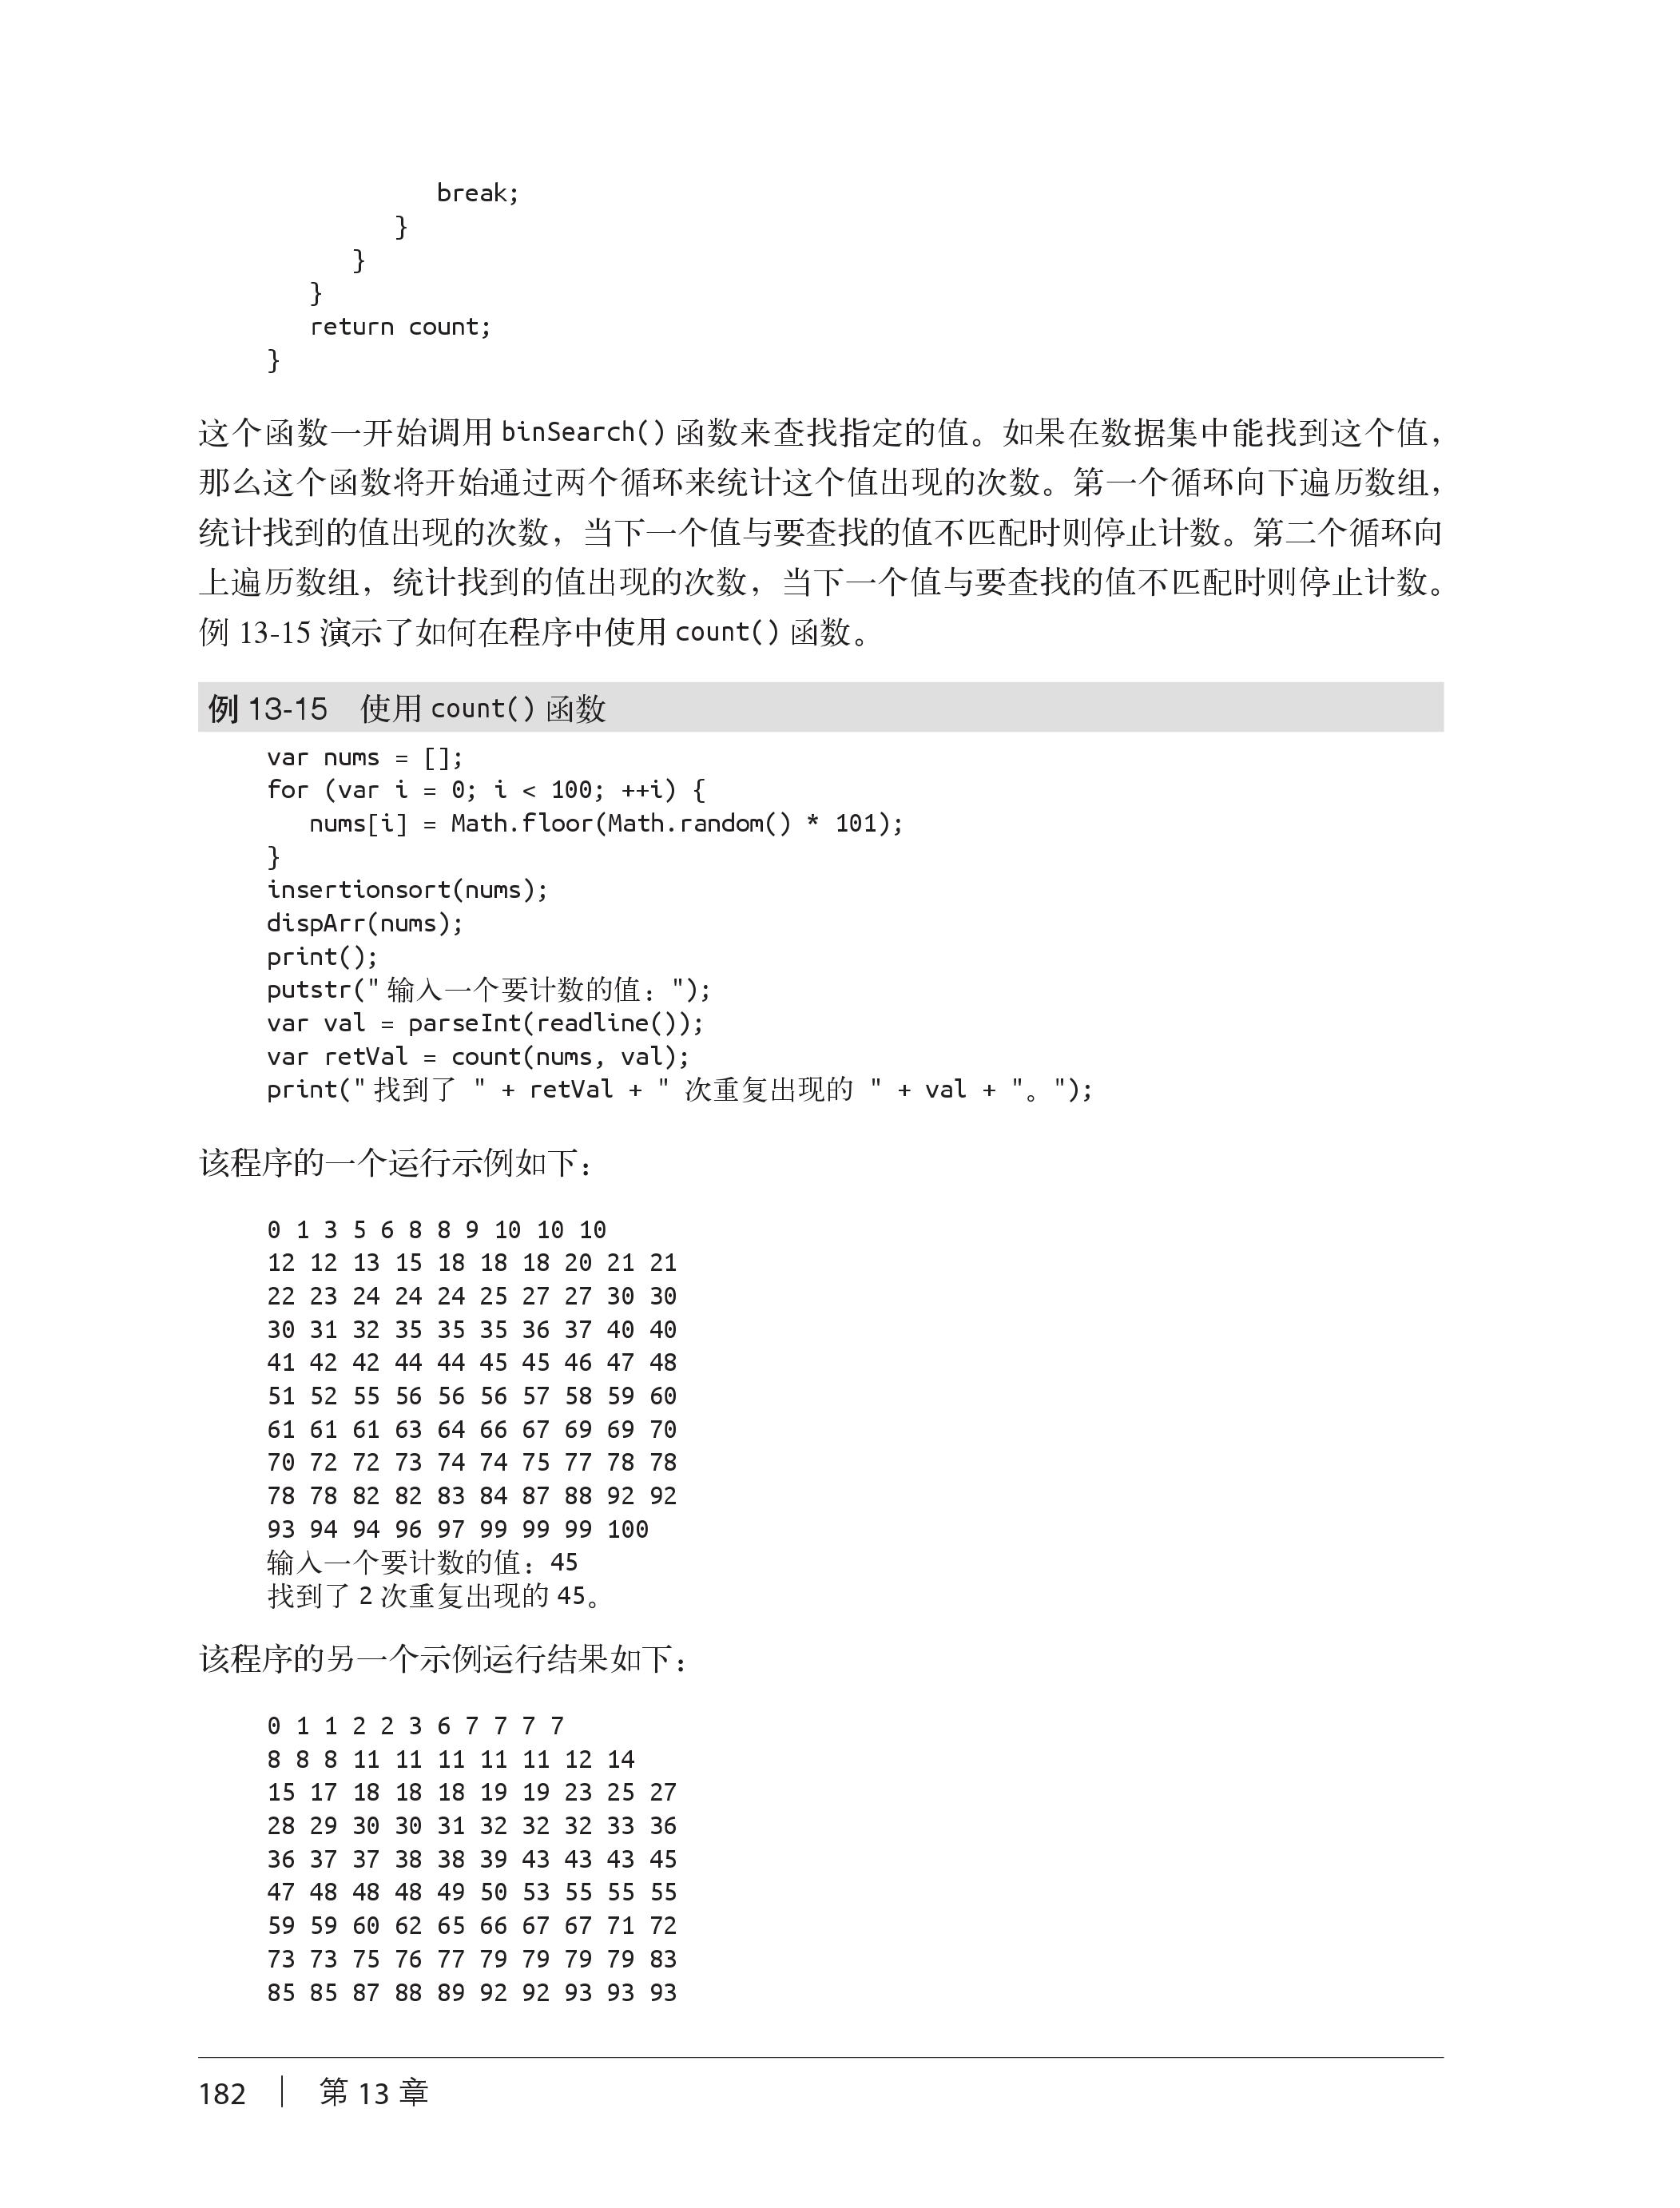 break;
         }
      }
   }
   return count;
}
这个函数一开始调用 binSearch() 函数来查找指定的值。如果在数据集中能找到这个值，
那么这个函数将开始通过两个循环来统计这个值出现的次数。第一个循环向下遍历数组，
统计找到的值出现的次数，当下一个值与要查找的值不匹配时则停止计数。第二个循环向
上遍历数组，统计找到的值出现的次数，当下一个值与要查找的值不匹配时则停止计数。
例 13-15 演示了如何在程序中使用 count() 函数。
例 13-15　使用 count() 函数
var nums = [];
for (var i = 0; i < 100; ++i) {
   nums[i] = Math.floor(Math.random() * 101);
}
insertionsort(nums);
dispArr(nums);
print();
putstr("输入一个要计数的值：");
var val = parseInt(readline());
var retVal = count(nums, val);
print("找到了 " + retVal + " 次重复出现的 " + val + "。");
该程序的一个运行示例如下：
0 1 3 5 6 8 8 9 10 10 10
12 12 13 15 18 18 18 20 21 21
22 23 24 24 24 25 27 27 30 30
30 31 32 35 35 35 36 37 40 40
41 42 42 44 44 45 45 46 47 48
51 52 55 56 56 56 57 58 59 60
61 61 61 63 64 66 67 69 69 70
70 72 72 73 74 74 75 77 78 78
78 78 82 82 83 84 87 88 92 92
93 94 94 96 97 99 99 99 100
输入一个要计数的值：45
找到了 2 次重复出现的 45。
该程序的另一个示例运行结果如下：
0 1 1 2 2 3 6 7 7 7 7
8 8 8 11 11 11 11 11 12 14
15 17 18 18 18 19 19 23 25 27
28 29 30 30 31 32 32 32 33 36
36 37 37 38 38 39 43 43 43 45
47 48 48 48 49 50 53 55 55 55
59 59 60 62 65 66 67 67 71 72
73 73 75 76 77 79 79 79 79 83
85 85 87 88 89 92 92 93 93 93
182 | 第 13 章